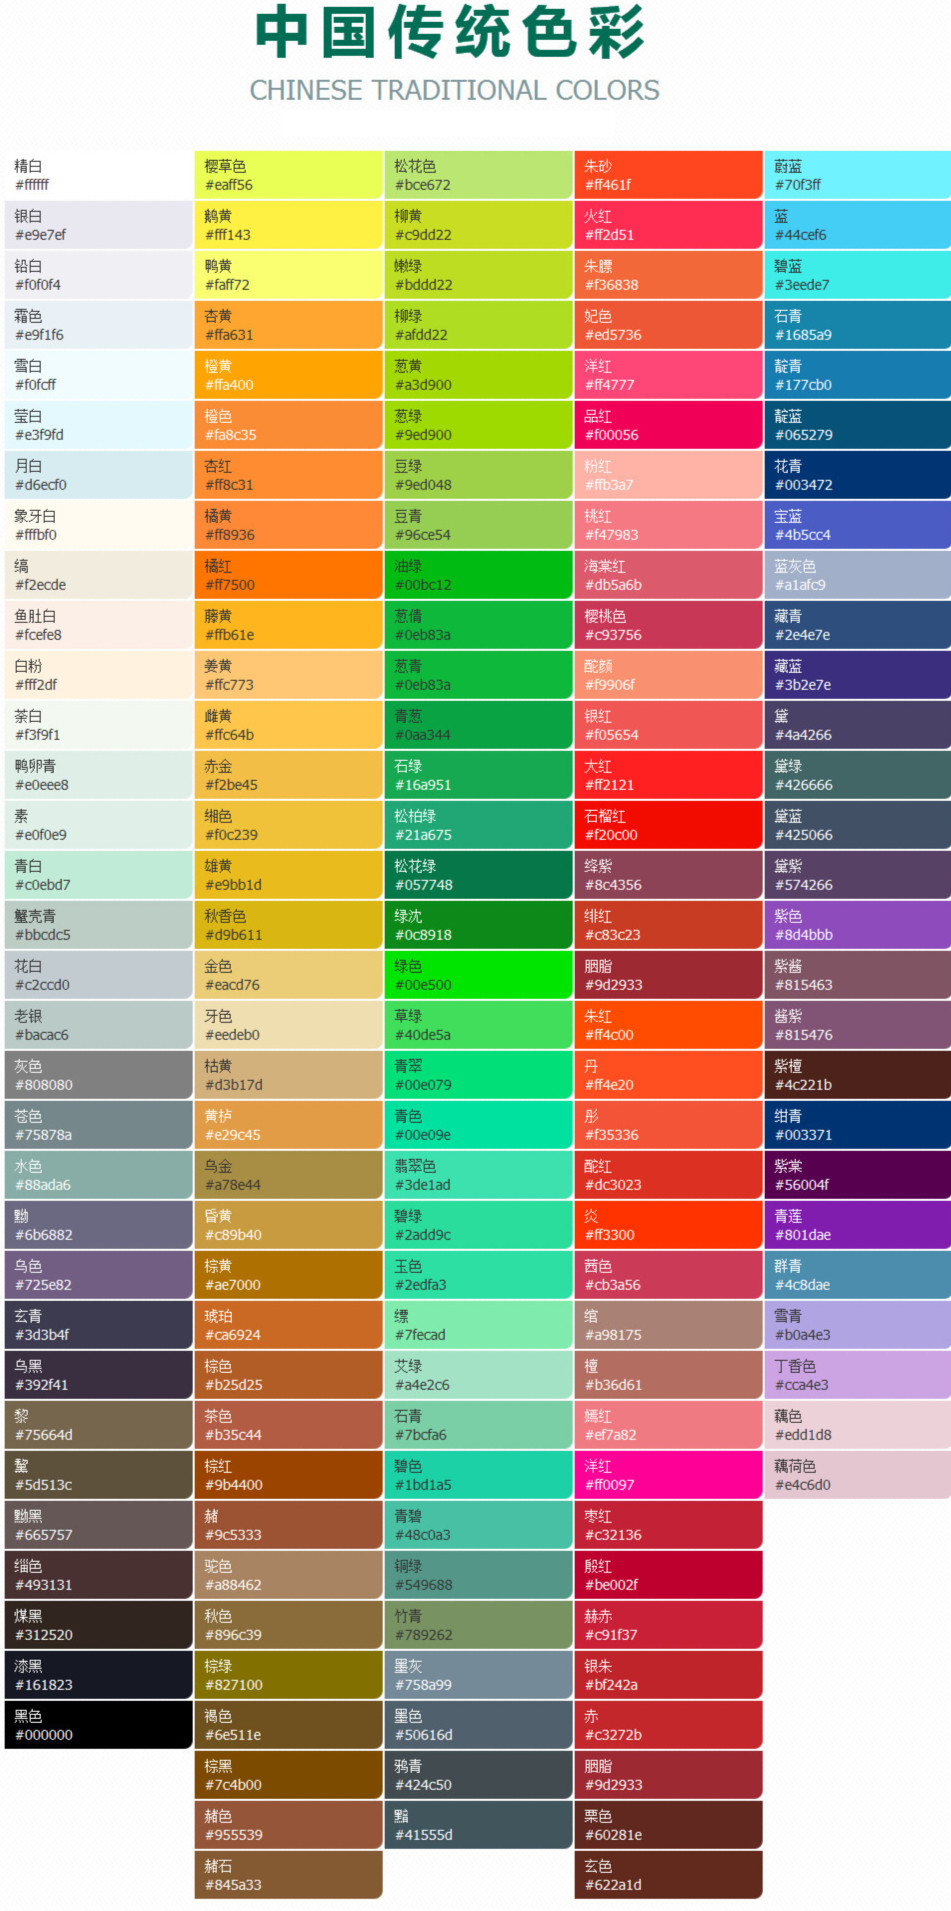 中国传统色彩
CHINESE TRADITIONAL COLORS
精白
#ffffff
银白
#e9e7ef
铅白
#f0f0f4
霜色
#e9f1f6
雪白
#f0fcff
莹白
#e3f9fd
月白
#d6ecf0
象牙白
#fffbf0
缟
#f2ecde
鱼肚白
#fcefe8
白粉
#fff2df
荼白
#f3f9f1
鸭卵青
#e0eee8
素
#e0f0e9
青白
#c0ebd7
蟹壳青
#bbcdc5
花白
#c2ccd0
老银
#bacac6
灰色
#808080
苍色
#75878a
水色
#88ada6
黝
#6b6882
乌色
#725e82
玄青
#3d3b4f
乌黑
#392f41
黎
#75664d
黧
#5d513c
黝黑
#665757
缁色
#493131
煤黑
#312520
漆黑
#161823
黑色
#000000
樱草色
#eaff56
鹅黄
#fff143
鸭黄
#faff72
杏黄
#ffa631
橙黄
#ffa400
橙色
#fa8c35
杏红
#ff8c31
橘黄
#ff8936
橘红
#ff7500
藤黄
#ffb61e
姜黄
#ffc773
雌黄
#ffc64b
赤金
#f2be45
缃色
#f0c239
雄黄
#e9bb1d
秋香色
#d9b611
金色
#eacd76
牙色
#eedeb0
枯黄
#d3b17d
黄栌
#e29c45
乌金
#a78e44
昏黄
#c89b40
棕黄
#ae7000
琥珀
#ca6924
棕色
#b25d25
茶色
#b35c44
棕红
#9b4400
赭
#9c5333
驼色
#a88462
秋色
#896c39
棕绿
#827100
褐色
#6e511e
棕黑
#7c4b00
赭色
#955539
赭石
#845a33
松花色
#bce672
柳黄
#c9dd22
嫩绿
#bddd22
柳绿
#afdd22
葱黄
#a3d900
葱绿
#9ed900
豆绿
#9ed048
豆青
#96ce54
油绿
#00bc12
葱倩
#0eb83a
葱青
#0eb83a
青葱
#0aa344
石绿
#16a951
松柏绿
#21a675
松花绿
#057748
绿沈
#0c8918
绿色
#00e500
草绿
#40de5a
青翠
#00e079
青色
#00e09e
翡翠色
#3de1ad
碧绿
#2add9c
王色
#2edfa3
缥
#7fecad
艾绿
#a4e2c6
石青
#7bcfa6
碧色
#1bd1a5
青碧
#48c0a3
铜绿
#549688
竹青
#789262
墨灰
#758a99
墨色
#50616d
鸦青
#424c50
黯
#41555d
朱砂
#ff461f
火红
#ff2d51
朱膘
#f36838
妃色
#ed5736
洋红
#ff4777
品红
#f00056
粉红
#ffb3a7
桃红
#f47983
海棠红
#db5a6b
樱桃色
#c93756
酡颜
#f9906f
银红
#f05654
大红
#ff2121
石榴红
#f20c00
绛紫
#8c4356
绯红
#c83c23
胭脂
#9d2933
朱红
#ff4c00
丹
#ff4e20
彤
#f35336
酡红
#dc3023
炎
#ff3300
茜色
#cb3a56
绾
#a98175
檀
#b36d61
嫣红
#ef7a82
洋红
#ff0097
枣红
#c32136
殷红
#be002f
赫赤
#c91f37
银朱
#bf242a
赤
#c3272b
胭脂
#9d2933
栗色
#60281e
玄色
#622a1d
蔚蓝
#70f3ff
蓝
#44cef6
碧蓝
#3eede7
石青
#1685a9
靛青
#177cb0
靛蓝
#065279
花青
#003472
宝蓝
#4b5cc4
蓝灰色
#a1afc9
藏青
#2e4e7e
藏蓝
#3b2e7e
黛
#4a4266
黛绿
#426666
黛蓝
#425066
黛紫
#574266
紫色
#8d4bbb
紫酱
#815463
酱紫
#815476
紫檀
#4c221b
绀青
#003371
紫棠
#56004f
青莲
#801dae
群青
#4c8dae
雪青
#b0a4e3
丁香色
#cca4e3
藕色
#edd1d8
藕荷色
#e4c6d0